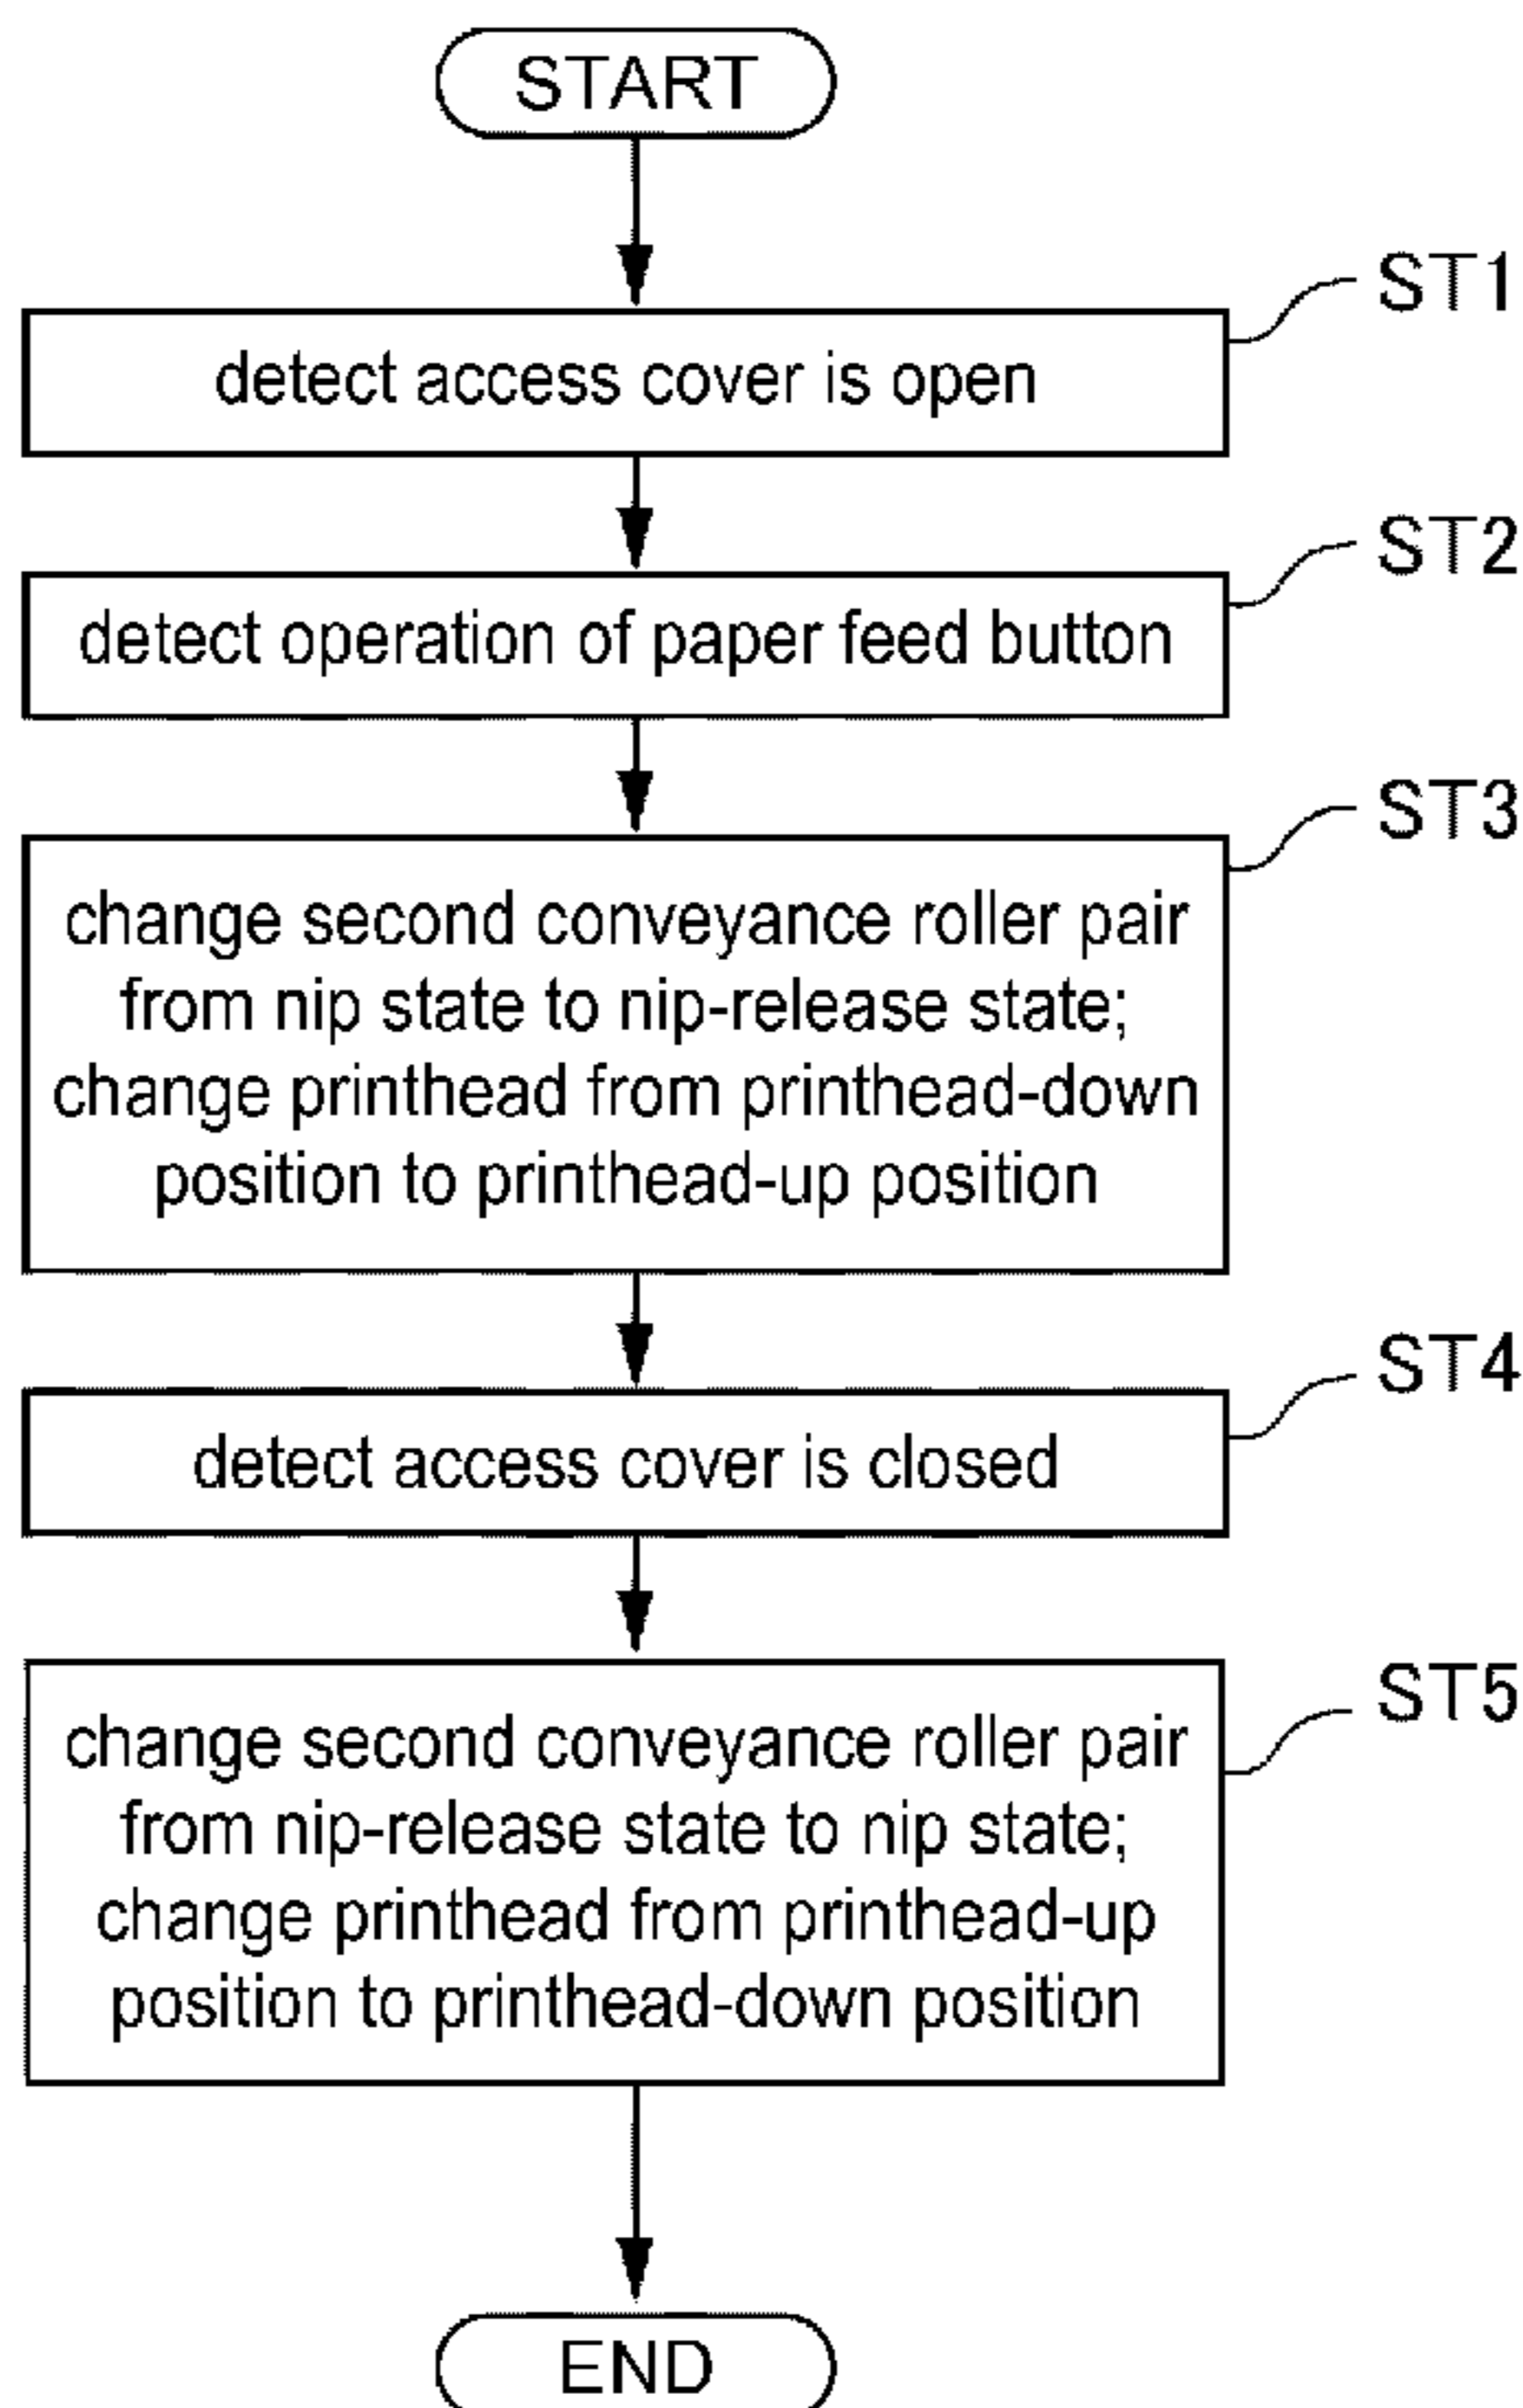 START
ST1
detect access cover is open
ST2
detect operation of paper feed button
ST3
change second conveyance roller pair
from nip state to nip-release state;
change printhead from printhead-down
position to printhead-up position
ST4
detect access cover is closed
ST5
change second conveyance roller pair
from nip-release state to nip state;
change printhead from printhead-up
position to printhead-down position
END